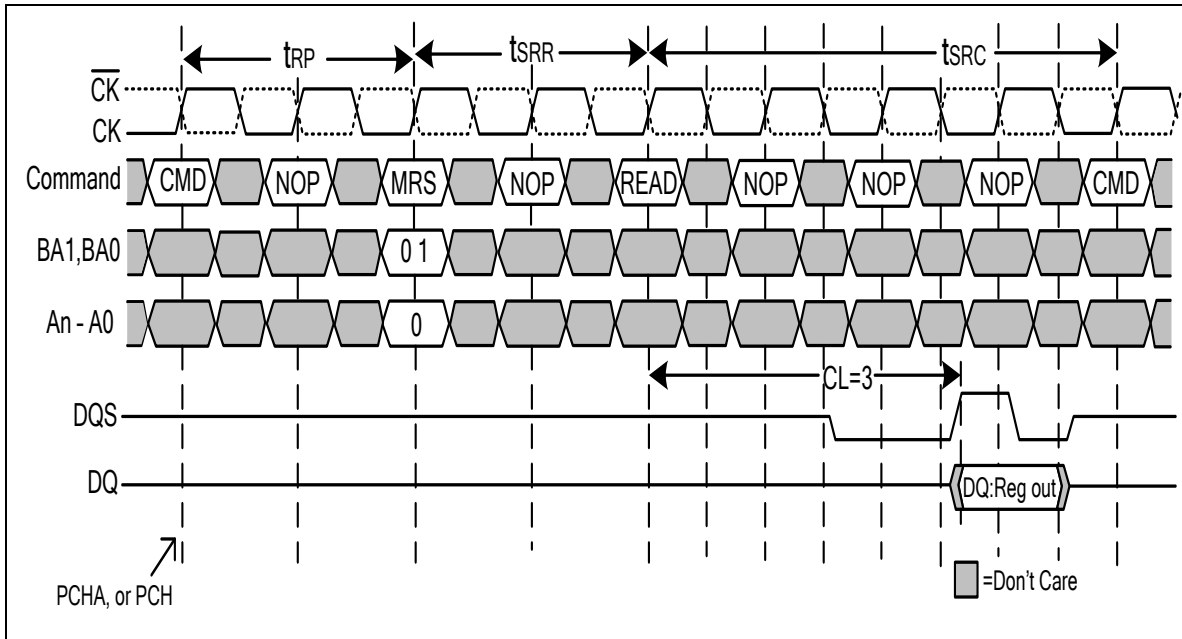 tRP tSRR tSRC
CK
CK
Command CMD NOP MRS NOP READ NOP NOP NOP CMD
BA1,BA0 0 1
An - A0 0
CL=3
DQS
DQ DQ:Reg out
PCHA, or PCH
=Don't Care